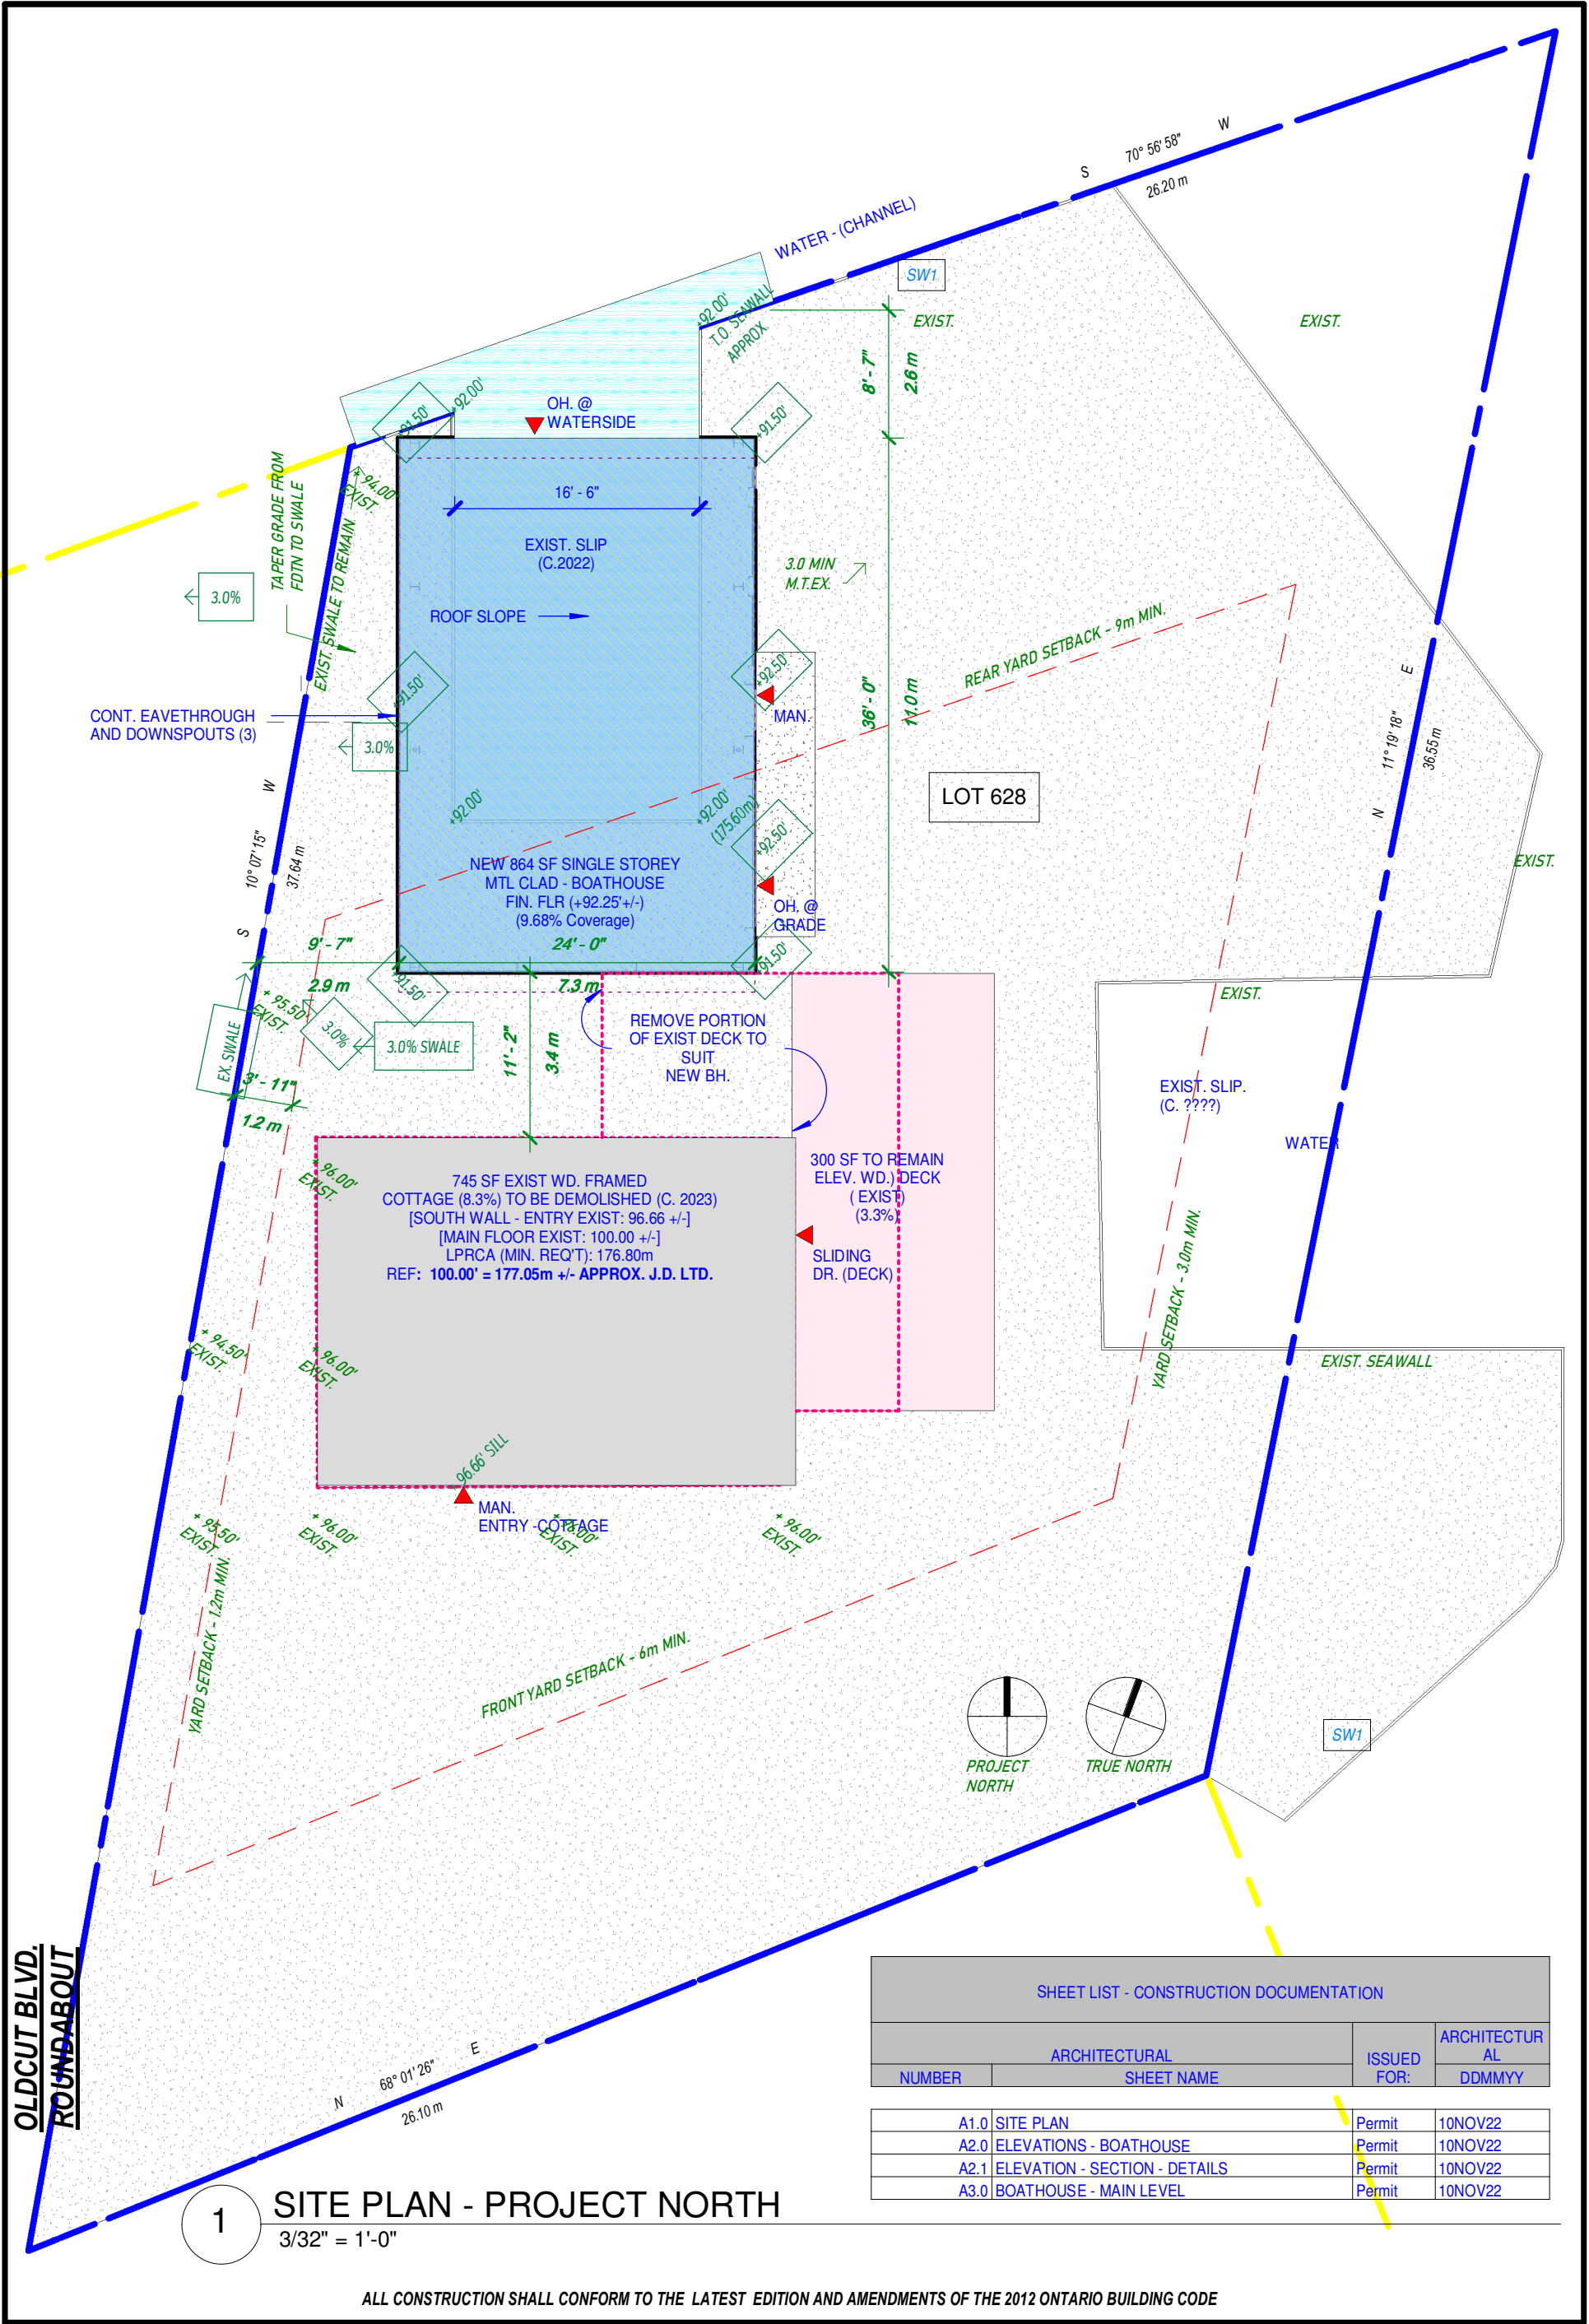 S 70° 56' 58" W
26.20 m
WATER - (CHANNEL)
SW1
EXIST.
EXIST.
+92.00'
T.O. SEAWALL
APPROX
8' - 7"
2.6 m
+92.00'
+91.50'
OH. @
WATERSIDE
+91.50'
TAPER GRADE FROM
FDTN TO SWALE
+ 94.00'
EXIST.
EXIST. SWALE TO REMAIN
16' - 6"
EXIST. SLIP
(C.2022)
3.0 MIN
M.T.EX.
3.0%
ROOF SLOPE
REAR YARD SETBACK - 9m MIN.
+92.50'
+91.50'
MAN.
36' - 0"
11.0 m
CONT. EAVETHROUGH
AND DOWNSPOUTS (3)
3.0%
N 11° 19' 18" E
36.55 m
LOT 628
S 10° 07' 15" W
37.64 m
+92.00'
+92.00'
(175.60m)
+92.50'
NEW 864 SF SINGLE STOREY
MTL CLAD - BOATHOUSE
FIN. FLR (+92.25'+/-)
(9.68% Coverage)
OH, @
GRADE
EXIST.
9' - 7"
2.9 m
24' - 0"
7.3 m
+91.50'
+91.50'
EXIST.
+ 95.50'
EXIST.
EX. SWALE
3.0%
3.0% SWALE
11' - 2"
3.4 m
REMOVE PORTION
OF EXIST DECK TO
SUIT
NEW BH.
3' - 11"
1.2 m
EXIST. SLIP.
(C. ????)
WATER
+ 96.00'
EXIST.
745 SF EXIST WD. FRAMED
COTTAGE (8.3%) TO BE DEMOLISHED (C. 2023)
[SOUTH WALL - ENTRY EXIST: 96.66 +/-]
[MAIN FLOOR EXIST: 100.00 +/-]
LPRCA (MIN. REQ'T): 176.80m
REF: 100.00' = 177.05m +/- APPROX. J.D. LTD.
300 SF TO REMAIN
ELEV. WD.) DECK
( EXIST)
(3.3%)
SLIDING
DR. (DECK)
YARD SETBACK - 3.0m MIN.
+ 94.50'
EXIST.
+ 96.00'
EXIST.
EXIST. SEAWALL
96.66' SILL
MAN.
ENTRY -COTTAGE
+ 95.50'
EXIST.
+ 96.00'
EXIST.
EXIST.
+ 96.00'
EXIST.
YARD SETBACK - 1.2m MIN.
FRONT YARD SETBACK - 6m MIN.
PROJECT
NORTH
TRUE NORTH
SW1
OLDCUT BLVD.
ROUNDABOUT
N 68° 01' 26" E
26.10 m
SHEET LIST - CONSTRUCTION DOCUMENTATION
ARCHITECTURAL ISSUED FOR: ARCHITECTUR AL
NUMBER SHEET NAME DDMMYY
A1.0 SITE PLAN Permit 10NOV22
A2.0 ELEVATIONS - BOATHOUSE Permit 10NOV22
A2.1 ELEVATION - SECTION - DETAILS Permit 10NOV22
A3.0 BOATHOUSE - MAIN LEVEL Permit 10NOV22
1 SITE PLAN - PROJECT NORTH
3/32" = 1'-0"
ALL CONSTRUCTION SHALL CONFORM TO THE LATEST EDITION AND AMENDMENTS OF THE 2012 ONTARIO BUILDING CODE